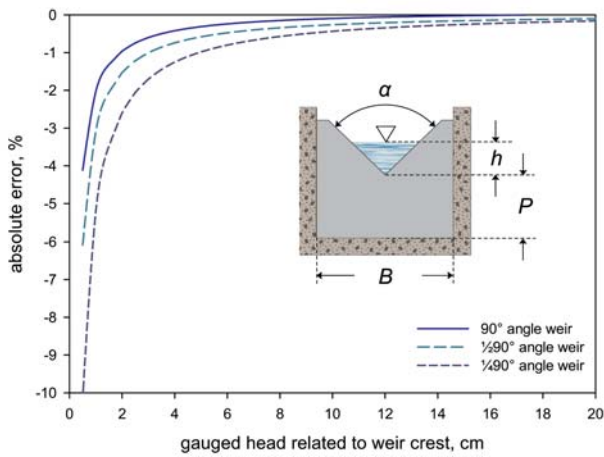 0
-1
-2
-3
-4
-5
-6
-7
-8
-9
-10
absolute error, %
0 2 4 6 8 10 12 14 16 18 20
gauged head related to weir crest, cm
α
h
P
B
90° angle weir
½90° angle weir
¼90° angle weir